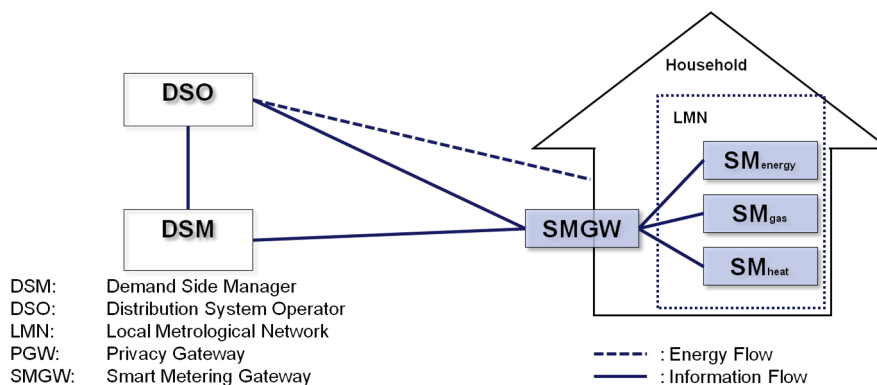 Household
DSO
LMN
SMenergy
DSM
SMGW
SMgas
SMheat
DSM: Demand Side Manager
DSO: Distribution System Operator
LMN: Local Metrological Network
PGW: Privacy Gateway
SMGW: Smart Metering Gateway
: Energy Flow
: Information Flow